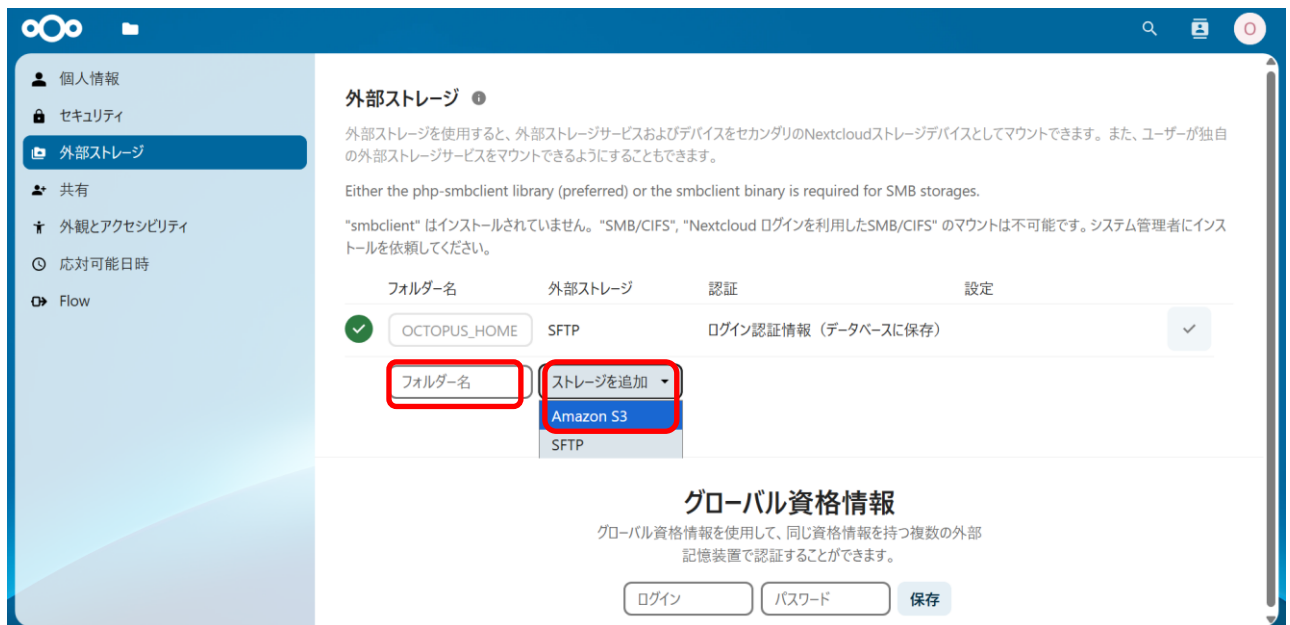 O
個人情報
セキュリティ
外部ストレージ
共有
外観とアクセシビリティ
応対可能日時
Flow
外部ストレージ
外部ストレージを使用すると、外部ストレージサービスおよびデバイスをセカンダリのNextcloudストレージデバイスとしてマウントできます。また、ユーザーが独自
の外部ストレージサービスをマウントできるようにすることもできます。
Either the php-smbclient library (preferred) or the smbclient binary is required for SMB storages.
"smbclient" はインストールされていません。"SMB/CIFS", "Nextcloud ログインを利用したSMB/CIFS" のマウントは不可能です。システム管理者にインス
トールを依頼してください。
フォルダー名 外部ストレージ 認証 設定
OCTOPUS_HOME SFTP ログイン認証情報（データベースに保存）
フォルダー名 ストレージを追加
Amazon S3
SFTP
グローバル資格情報
グローバル資格情報を使用して、同じ資格情報を持つ複数の外部
記憶装置で認証することができます。
ログイン パスワード 保存